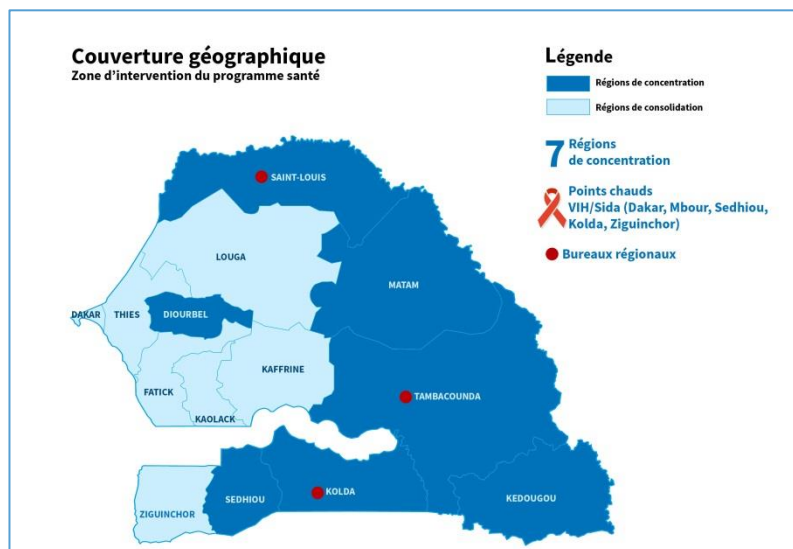 Couverture géographique
Zone d'intervention du programme santé
Légende
Régions de concentration
Régions de consolidation
7 Régions
de concentration
Points chauds
VIH/Sida (Dakar, Mbour, Sedhiou,
Kolda, Ziguinchor)
Bureaux régionaux
SAINT-LOUIS
LOUGA
MATAM
DAKAR
THIES
DIOURBEL
KAFFRINE
FATICK
TAMBACOUNDA
KAOLACK
SEDHIOU
KOLDA
KEDOUGOU
ZIGUINCHOR